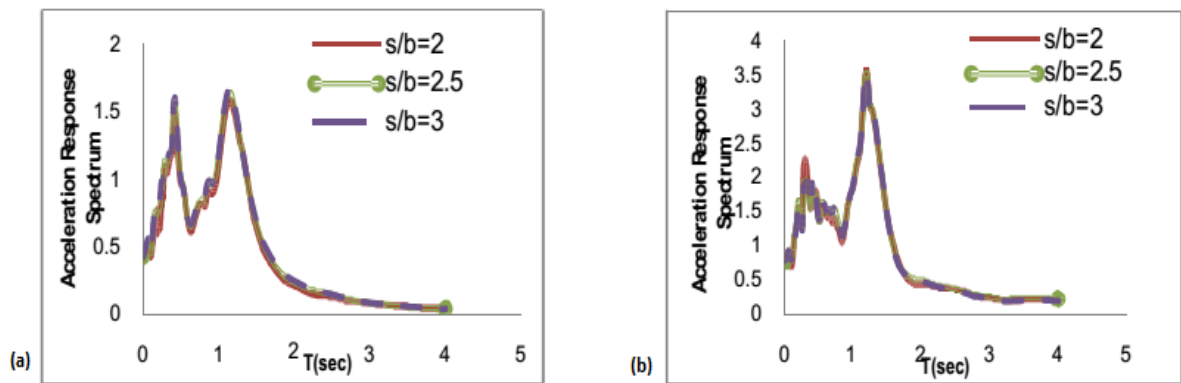 Acceleration Response
Spectrum
2
1.5
1
0.5
0
0
1
2
3
4
5
T(sec)
s/b=2
s/b=2.5
s/b=3
(a)
Acceleration Response
Spectrum
4
3.5
3
2.5
2
1.5
1
0.5
0
0
1
2
3
4
5
T(sec)
s/b=2
s/b=2.5
s/b=3
(b)